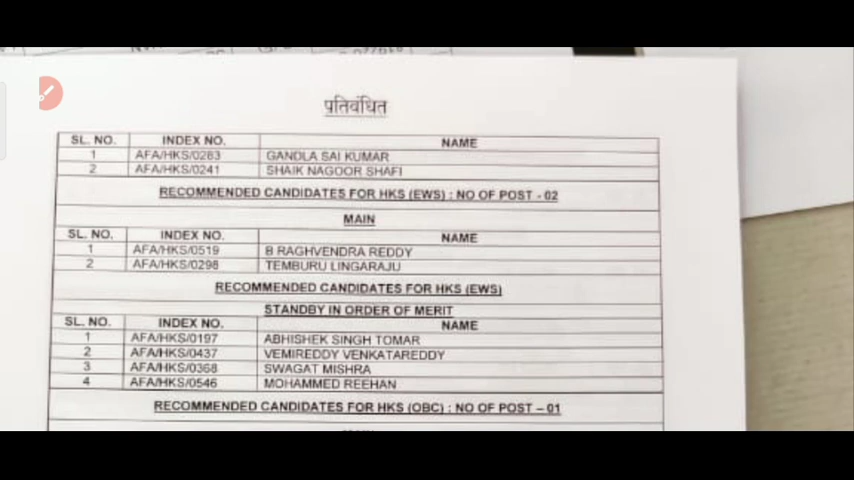 प्रतिबंधित
SL. NO. INDEX NO. NAME
1 AFA/HKS/0283 GANDLA SAI KUMAR
2 AFA/HKS/0241 SHAIK NAGOOR SHAFI
RECOMMENDED CANDIDATES FOR HKS (EWS) : NO OF POST - 02
MAIN
SL. NO. INDEX NO. NAME
1 AFA/HKS/0519 B RAGHVENDRA REDDY
2 AFA/HKS/0298 TEMBURU LINGARAJU
RECOMMENDED CANDIDATES FOR HKS (EWS)
STANDBY IN ORDER OF MERIT
SL. NO. INDEX NO. NAME
1 AFA/HKS/0197 ABHISHEK SINGH TOMAR
2 AFA/HKS/0437 VEMIREDDY VENKATAREDDY
3 AFA/HKS/0368 SWAGAT MISHRA
4 AFA/HKS/0546 MOHAMMED REEHAN
RECOMMENDED CANDIDATES FOR HKS (OBC) : NO OF POST – 01